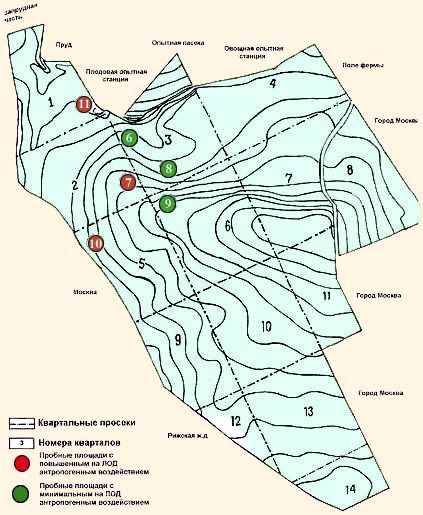 запрудная
часть
Пруд
Опытная пасека
Овощная опытная
станция
Плодовая опытная
станция
Поле фермы
4
1
11
Город Москва
6
3
8
8
7
2
7
9
6
10
5
Москва
11
Город Москва
10
9
Город Москва
12
13
Рижская ж.д
14
Квартальные просеки
3 Номера кварталов
Пробные площади с
повышенным на ЛОД
антропогенным воздействием
Пробные площади с
минимальным на ЛОД
антропогенным воздействием